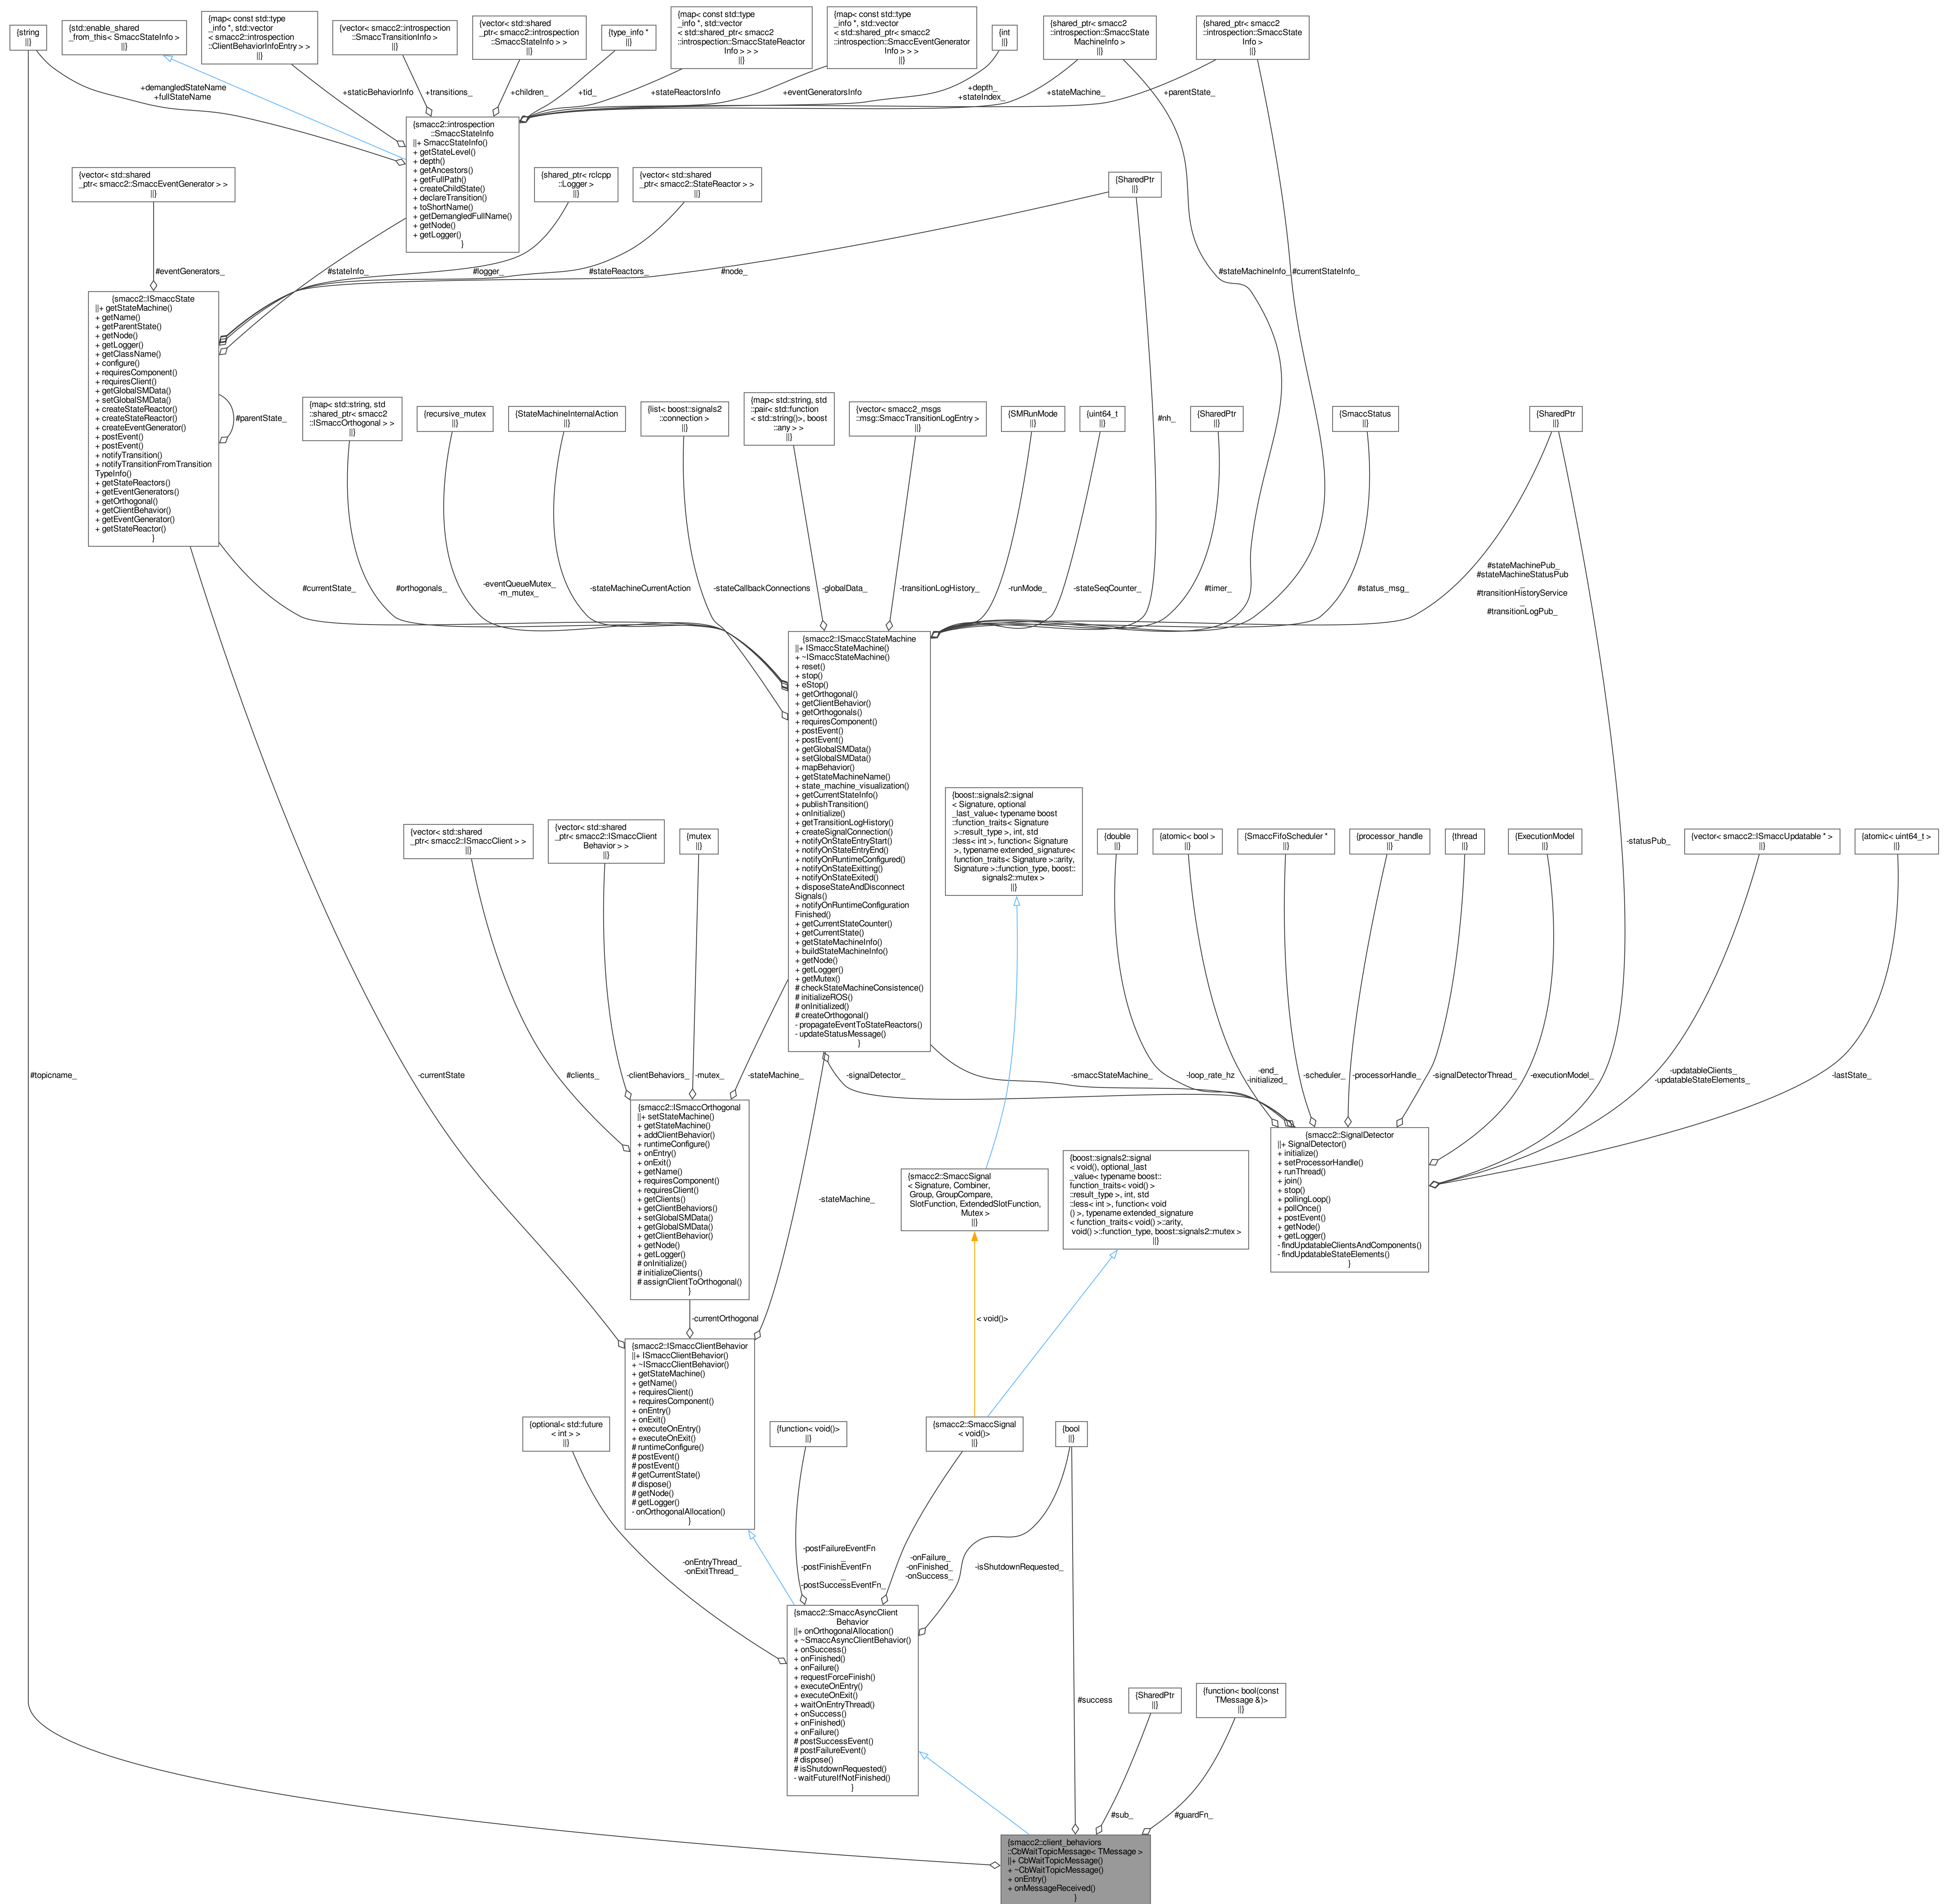 {string
||}
{std::enable_shared
_from_this< SmaccStateInfo >
||}
{map< const std::type
_info *, std::vector
< smacc2::introspection
::ClientBehaviorInfoEntry > >
||}
{vector< smacc2::introspection
::SmaccTransitionInfo >
||}
{vector< std::shared
_ptr< smacc2::introspection
::SmaccStateInfo > >
||}
{type_info *
||}
{map< const std::type
_info *, std::vector
< std::shared_ptr< smacc2
::introspection::SmaccStateReactor
Info > > >
||}
{map< const std::type
_info *, std::vector
< std::shared_ptr< smacc2
::introspection::SmaccEventGenerator
Info > > >
||}
{int
||}
{shared_ptr< smacc2
::introspection::SmaccState
MachineInfo >
||}
{shared_ptr< smacc2
::introspection::SmaccState
Info >
||}
+demangledStateName
+fullStateName
+staticBehaviorInfo
+transitions_
+children_
+tid_
+stateReactorsInfo
+eventGeneratorsInfo
+depth_
+stateIndex_
+stateMachine_
+parentState_
{smacc2::introspection
::SmaccStateInfo
||+ SmaccStateInfo()
+ getStateLevel()
+ depth()
+ getAncestors()
+ getFullPath()
+ createChildState()
+ declareTransition()
+ toShortName()
+ getDemangledFullName()
+ getNode()
+ getLogger()
}
{vector< std::shared
_ptr< smacc2::SmaccEventGenerator > >
||}
{shared_ptr< rclcpp
::Logger >
||}
{vector< std::shared
_ptr< smacc2::StateReactor > >
||}
{SharedPtr
||}
#eventGenerators_
#stateInfo_
#logger_
#stateReactors_
#node_
#stateMachineInfo_
#currentStateInfo_
{smacc2::ISmaccState
||+ getStateMachine()
+ getName()
+ getParentState()
+ getNode()
+ getLogger()
+ getClassName()
+ configure()
+ requiresComponent()
+ requiresClient()
+ getGlobalSMData()
+ setGlobalSMData()
+ createStateReactor()
+ createStateReactor()
+ createEventGenerator()
+ postEvent()
+ postEvent()
+ notifyTransition()
+ notifyTransitionFromTransition
TypeInfo()
+ getStateReactors()
+ getEventGenerators()
+ getOrthogonal()
+ getClientBehavior()
+ getEventGenerator()
+ getStateReactor()
}
#parentState_
{map< std::string, std
::shared_ptr< smacc2
::ISmaccOrthogonal > >
||}
{recursive_mutex
||}
{StateMachineInternalAction
||}
{list< boost::signals2
::connection >
||}
{map< std::string, std
::pair< std::function
< std::string()>, boost
::any > >
||}
{vector< smacc2_msgs
::msg::SmaccTransitionLogEntry >
||}
{SMRunMode
||}
{uint64_t
||}
#nh_
{SharedPtr
||}
{SmaccStatus
||}
{SharedPtr
||}
#currentState_
#orthogonals_
-eventQueueMutex_
-m_mutex_
-stateMachineCurrentAction
-stateCallbackConnections
-globalData_
-transitionLogHistory_
-runMode_
-stateSeqCounter_
#timer_
#status_msg_
#stateMachinePub_
#stateMachineStatusPub
_
#transitionHistoryService
_
#transitionLogPub_
{smacc2::ISmaccStateMachine
||+ ISmaccStateMachine()
+ ~ISmaccStateMachine()
+ reset()
+ stop()
+ eStop()
+ getOrthogonal()
+ getClientBehavior()
+ getOrthogonals()
+ requiresComponent()
+ postEvent()
+ postEvent()
+ getGlobalSMData()
+ setGlobalSMData()
+ mapBehavior()
+ getStateMachineName()
+ state_machine_visualization()
+ getCurrentStateInfo()
+ publishTransition()
+ onInitialize()
+ getTransitionLogHistory()
+ createSignalConnection()
+ notifyOnStateEntryStart()
+ notifyOnStateEntryEnd()
+ notifyOnRuntimeConfigured()
+ notifyOnStateExitting()
+ notifyOnStateExited()
+ disposeStateAndDisconnect
Signals()
+ notifyOnRuntimeConfiguration
Finished()
+ getCurrentStateCounter()
+ getCurrentState()
+ getStateMachineInfo()
+ buildStateMachineInfo()
+ getNode()
+ getLogger()
+ getMutex()
# checkStateMachineConsistence()
# initializeROS()
# onInitialized()
# createOrthogonal()
- propagateEventToStateReactors()
- updateStatusMessage()
}
{vector< std::shared
_ptr< smacc2::ISmaccClient > >
||}
{vector< std::shared
_ptr< smacc2::ISmaccClient
Behavior > >
||}
{mutex
||}
{boost::signals2::signal
< Signature, optional
_last_value< typename boost
::function_traits< Signature
>::result_type >, int, std
::less< int >, function< Signature
>, typename extended_signature<
function_traits< Signature >::arity,
Signature >::function_type, boost::
signals2::mutex >
||}
{double
||}
{atomic< bool >
||}
{SmaccFifoScheduler *
||}
{processor_handle
||}
{thread
||}
{ExecutionModel
||}
-statusPub_
{vector< smacc2::ISmaccUpdatable * >
||}
{atomic< uint64_t >
||}
#topicname_
-currentState
#clients_
-clientBehaviors_
-mutex_
-stateMachine_
-signalDetector_
-smaccStateMachine_
-loop_rate_hz
-end_
-initialized_
-scheduler_
-processorHandle_
-signalDetectorThread_
-executionModel_
-updatableClients_
-updatableStateElements_
-lastState_
{smacc2::ISmaccOrthogonal
||+ setStateMachine()
+ getStateMachine()
+ addClientBehavior()
+ runtimeConfigure()
+ onEntry()
+ onExit()
+ getName()
+ requiresComponent()
+ requiresClient()
+ getClients()
+ getClientBehaviors()
+ setGlobalSMData()
+ getGlobalSMData()
+ getClientBehavior()
+ getNode()
+ getLogger()
# onInitialize()
# initializeClients()
# assignClientToOrthogonal()
}
-stateMachine_
{smacc2::SmaccSignal
< Signature, Combiner,
Group, GroupCompare,
SlotFunction, ExtendedSlotFunction,
Mutex >
||}
{boost::signals2::signal
< void(), optional_last
_value< typename boost::
function_traits< void() >
::result_type >, int, std
::less< int >, function< void
() >, typename extended_signature
< function_traits< void() >::arity,
void() >::function_type, boost::signals2::mutex >
||}
{smacc2::SignalDetector
||+ SignalDetector()
+ initialize()
+ setProcessorHandle()
+ runThread()
+ join()
+ stop()
+ pollingLoop()
+ pollOnce()
+ postEvent()
+ getNode()
+ getLogger()
- findUpdatableClientsAndComponents()
- findUpdatableStateElements()
}
-currentOrthogonal
< void()>
{smacc2::ISmaccClientBehavior
||+ ISmaccClientBehavior()
+ ~ISmaccClientBehavior()
+ getStateMachine()
+ getName()
+ requiresClient()
+ requiresComponent()
+ onEntry()
+ onExit()
+ executeOnEntry()
+ executeOnExit()
# runtimeConfigure()
# postEvent()
# postEvent()
# getCurrentState()
# dispose()
# getNode()
# getLogger()
- onOrthogonalAllocation()
}
{optional< std::future
< int > >
||}
{function< void()>
||}
{smacc2::SmaccSignal
< void()>
||}
{bool
||}
-onEntryThread_
-onExitThread_
-postFailureEventFn
_
-postFinishEventFn
_
-postSuccessEventFn_
-onFailure_
-onFinished_
-onSuccess_
-isShutdownRequested_
{smacc2::SmaccAsyncClient
Behavior
||+ onOrthogonalAllocation()
+ ~SmaccAsyncClientBehavior()
+ onSuccess()
+ onFinished()
+ onFailure()
+ requestForceFinish()
+ executeOnEntry()
+ executeOnExit()
+ waitOnEntryThread()
+ onSuccess()
+ onFinished()
+ onFailure()
# postSuccessEvent()
# postFailureEvent()
# dispose()
# isShutdownRequested()
- waitFutureIfNotFinished()
}
#success
{SharedPtr
||}
{function< bool(const
TMessage &)>
||}
#sub_
#guardFn_
{smacc2::client_behaviors
::CbWaitTopicMessage< TMessage >
||+ CbWaitTopicMessage()
+ ~CbWaitTopicMessage()
+ onEntry()
+ onMessageReceived()
}